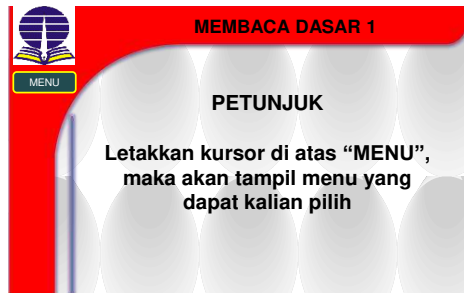 MEMBACA DASAR 1
MENU
PETUNJUK
Letakkan kursor di atas “MENU”,
maka akan tampil menu yang
dapat kalian pilih